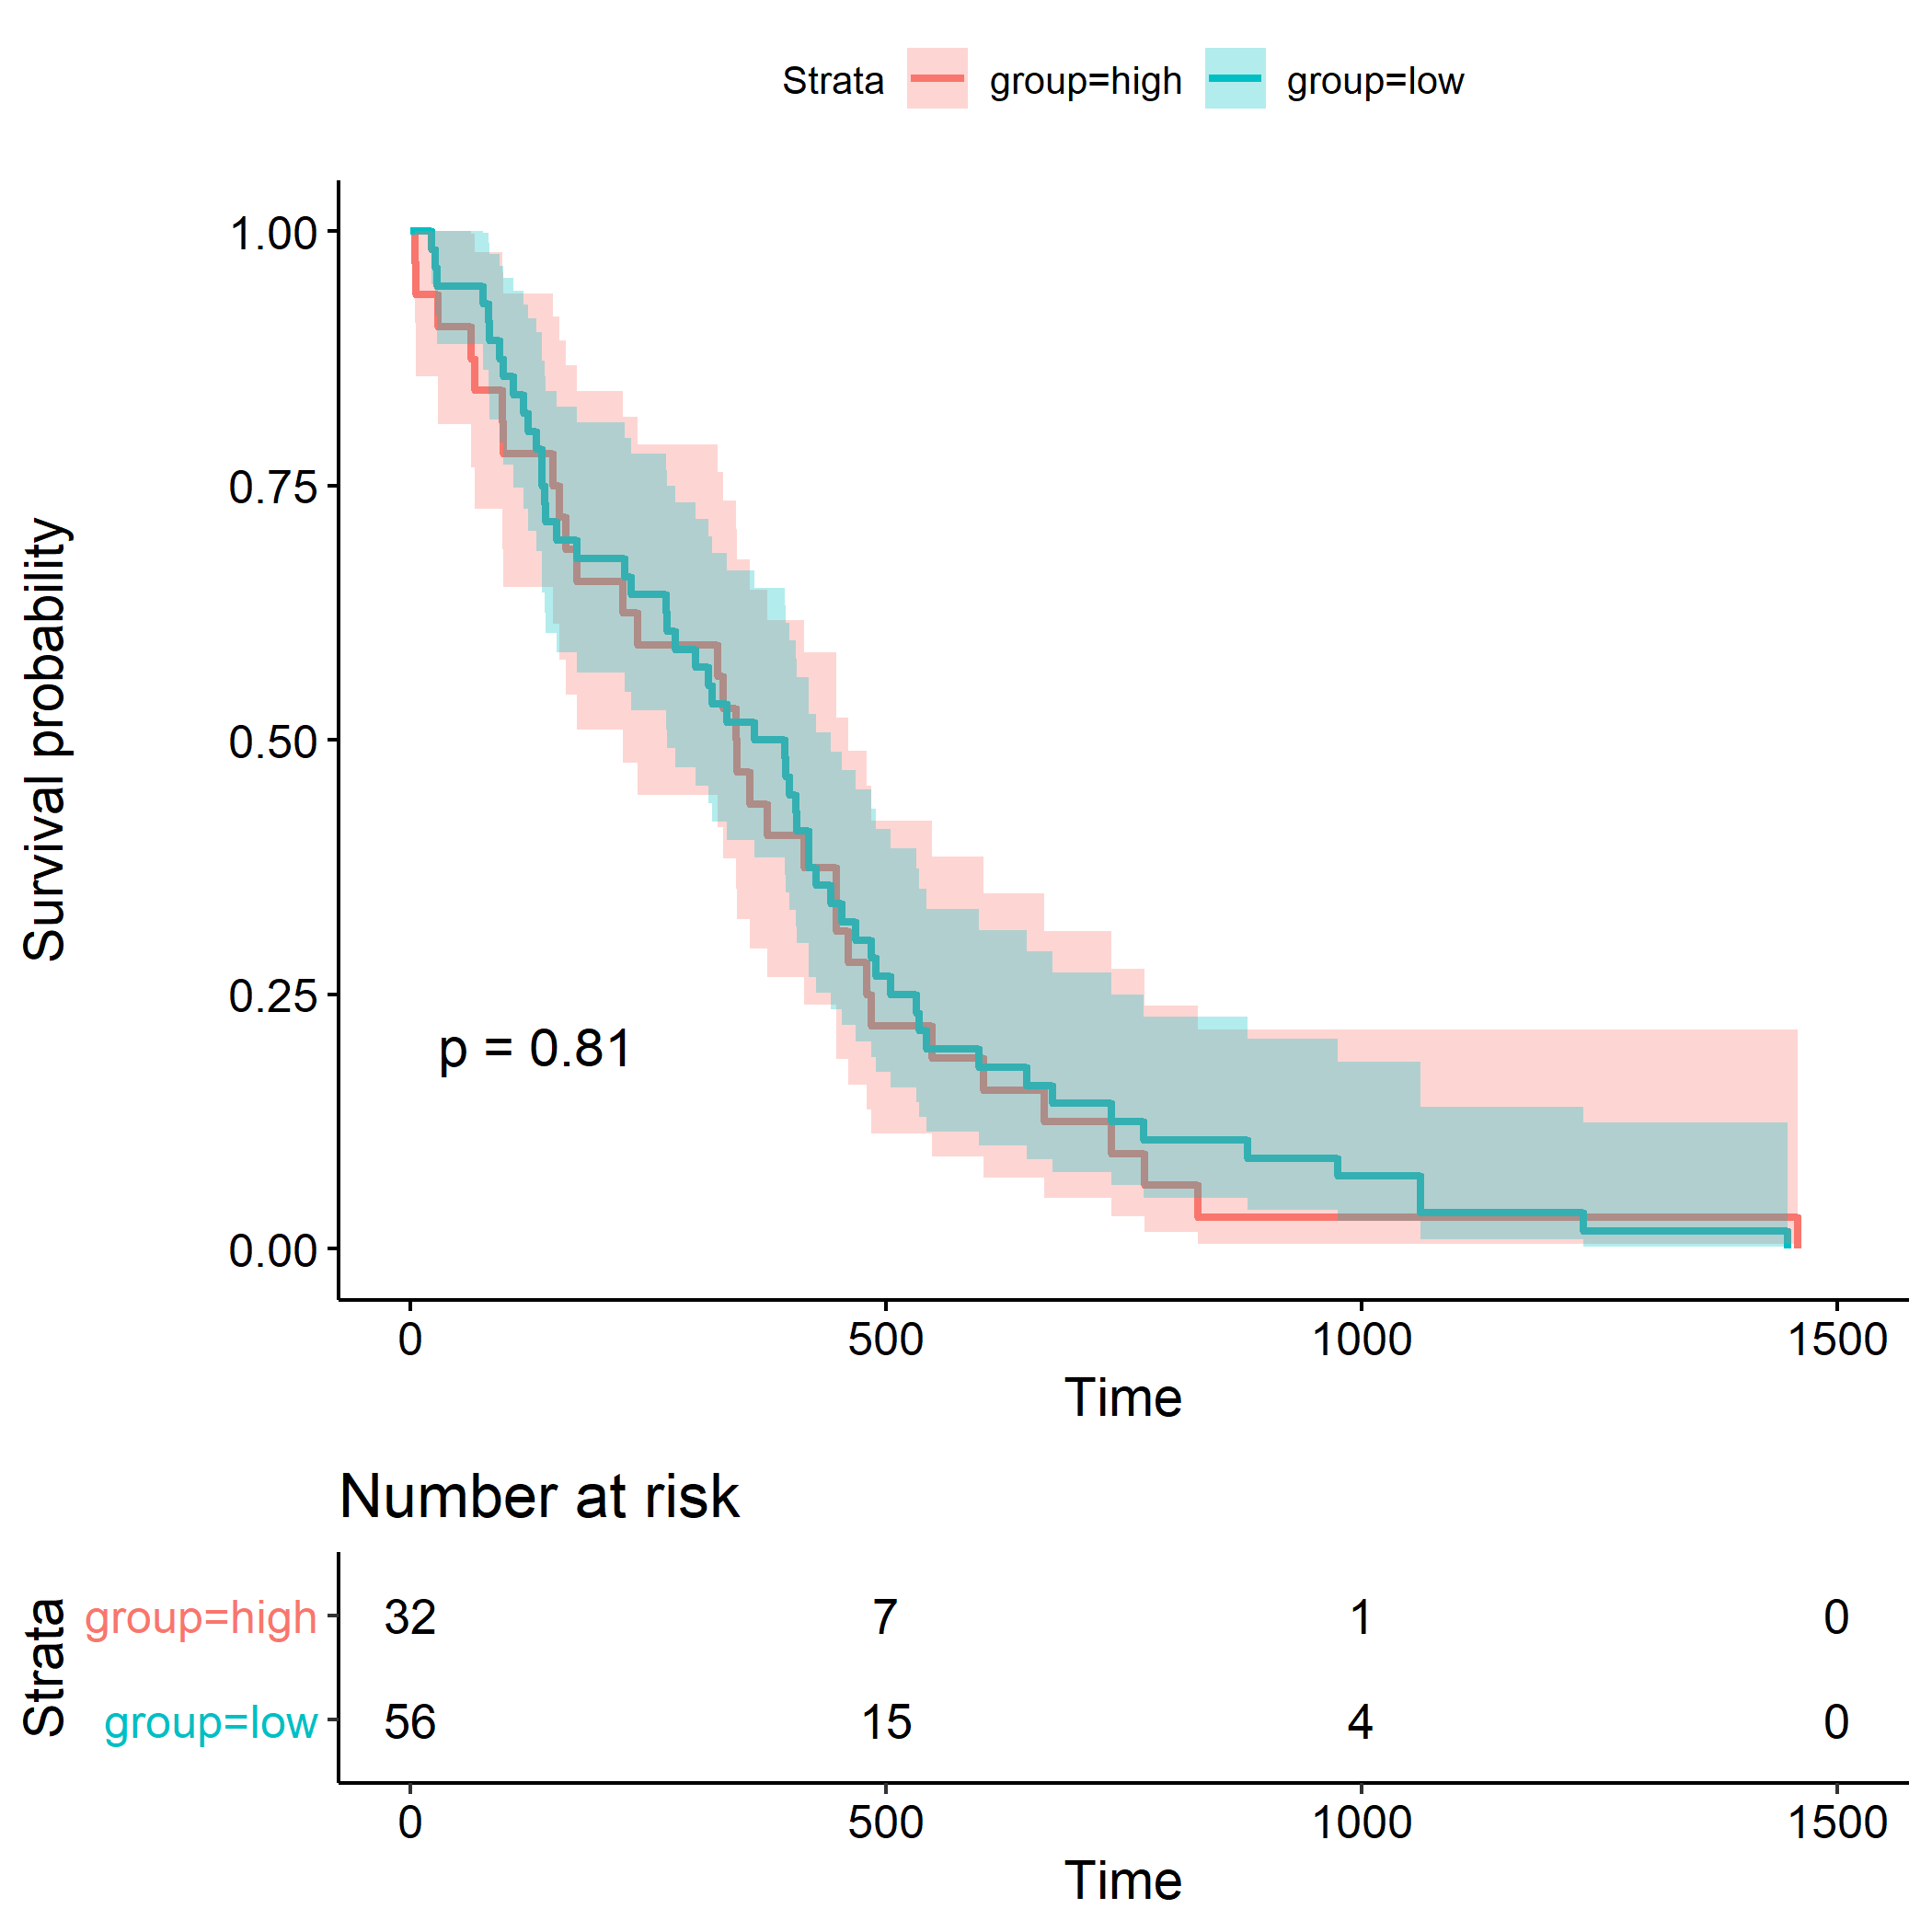 Strata group=high group=low
1.00
0.75
0.50
0.25
0.00
Survival probability
p = 0.81
0 500 1000 1500
Time
Number at risk
Strata
group=high 32 7 1 0
group=low 56 15 4 0
0 500 1000 1500
Time